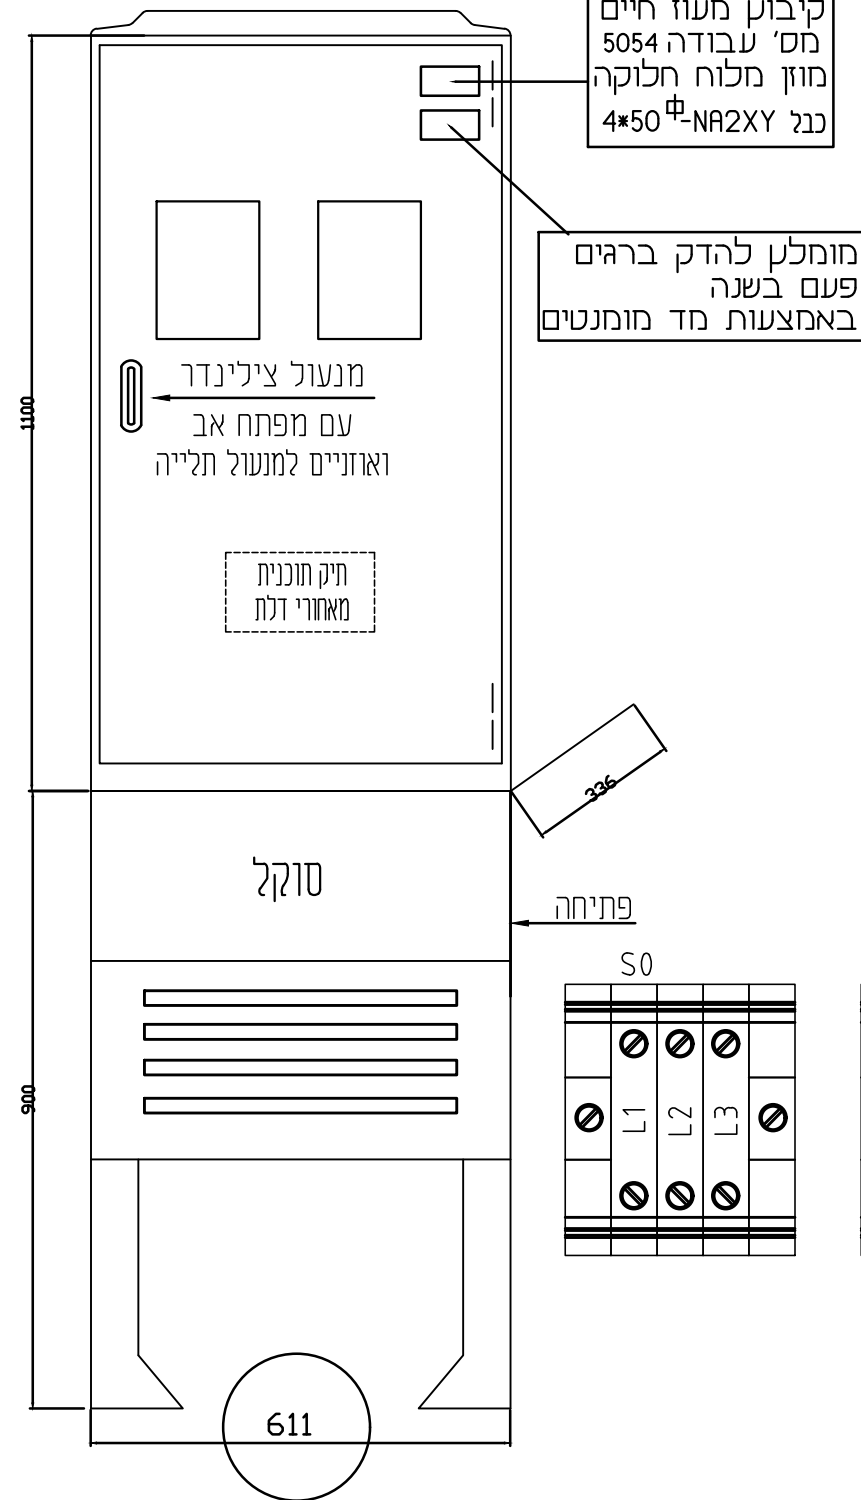 קיבוץ מעוז חיים
מס' עבודה 5054
מוזן מלוח חלוקה
כבל NA2XY-4*50
מומלץ להדק ברגים
פעם בשנה
באמצעות מד מומנטים
מנעול צילינדר
עם מפתח אב
ואוזניים למנעול תלייה
1100
תיק תוכנית
מאחורי דלת
336
סוקל
פתיחה
S0
L1 L2 L3
900
611